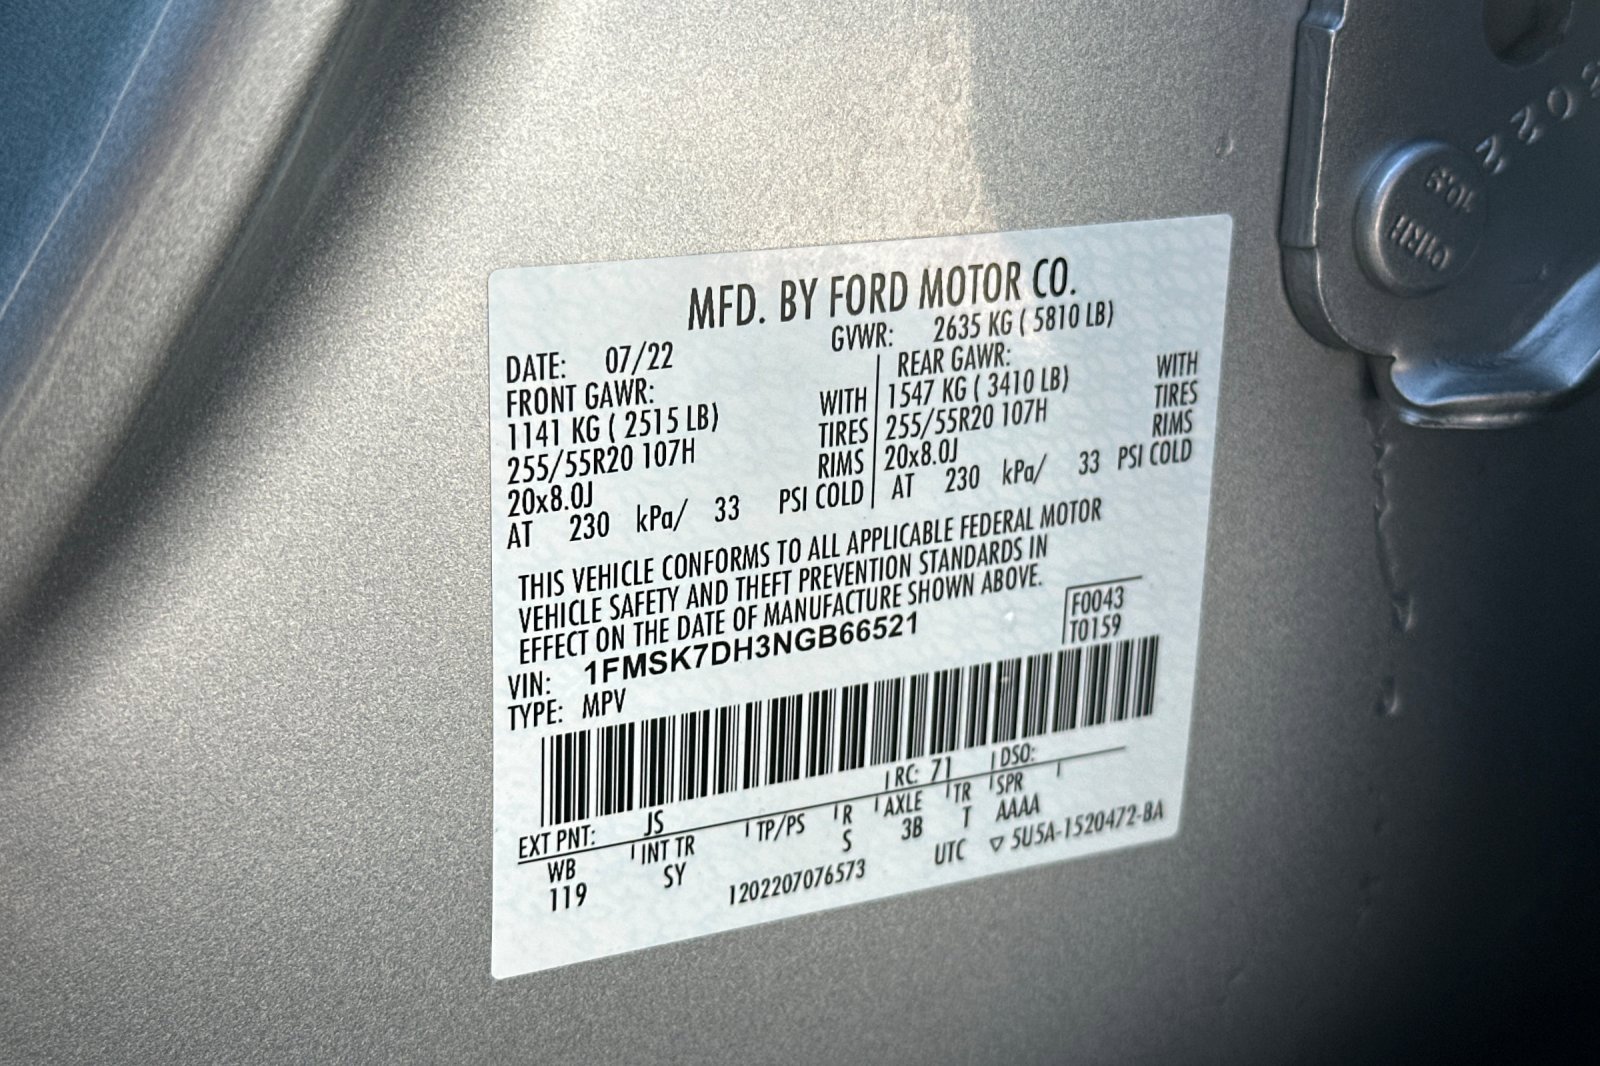 MFD. BY FORD MOTOR CO.
DATE: 07/22 GVWR: 2635 KG ( 5810 LB)
FRONT GAWR: REAR GAWR:
1141 KG ( 2515 LB) WITH 1547 KG ( 3410 LB) WITH
255/55R20 107H TIRES 255/55R20 107H TIRES
20x8.0J RIMS 20x8.0J RIMS
AT 230 kPa/ 33 PSI COLD AT 230 kPa/ 33 PSI COLD
THIS VEHICLE CONFORMS TO ALL APPLICABLE FEDERAL MOTOR
VEHICLE SAFETY AND THEFT PREVENTION STANDARDS IN
EFFECT ON THE DATE OF MANUFACTURE SHOWN ABOVE.
F0043
T0159
VIN: 1FMSK7DH3NGB66521
TYPE: MPV
EXT PNT: JS RC: 71 DSO:
WB INT TR TP/PS R AXLE TR SPR
119 SY S 3B T AAAA
1202207076573 UTC ▽ 5U5A-1520472-BA
10.9